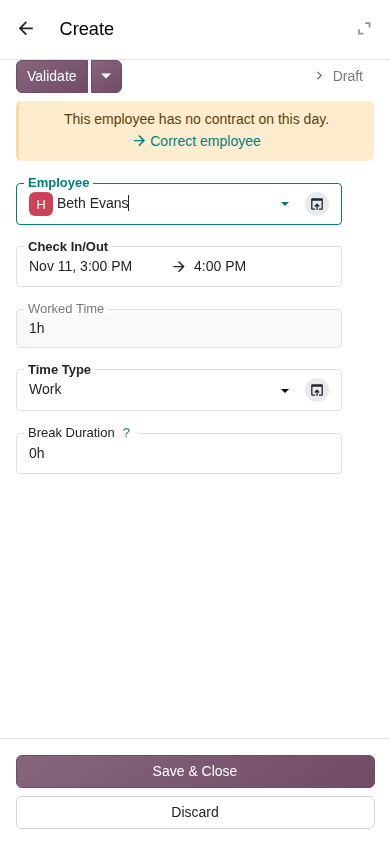 Create
Validate
Draft
This employee has no contract on this day.
Correct employee
Employee
H Beth Evans
Check In/Out
Nov 11, 3:00 PM 4:00 PM
Worked Time
1h
Time Type
Work
Break Duration ?
0h
Save & Close
Discard